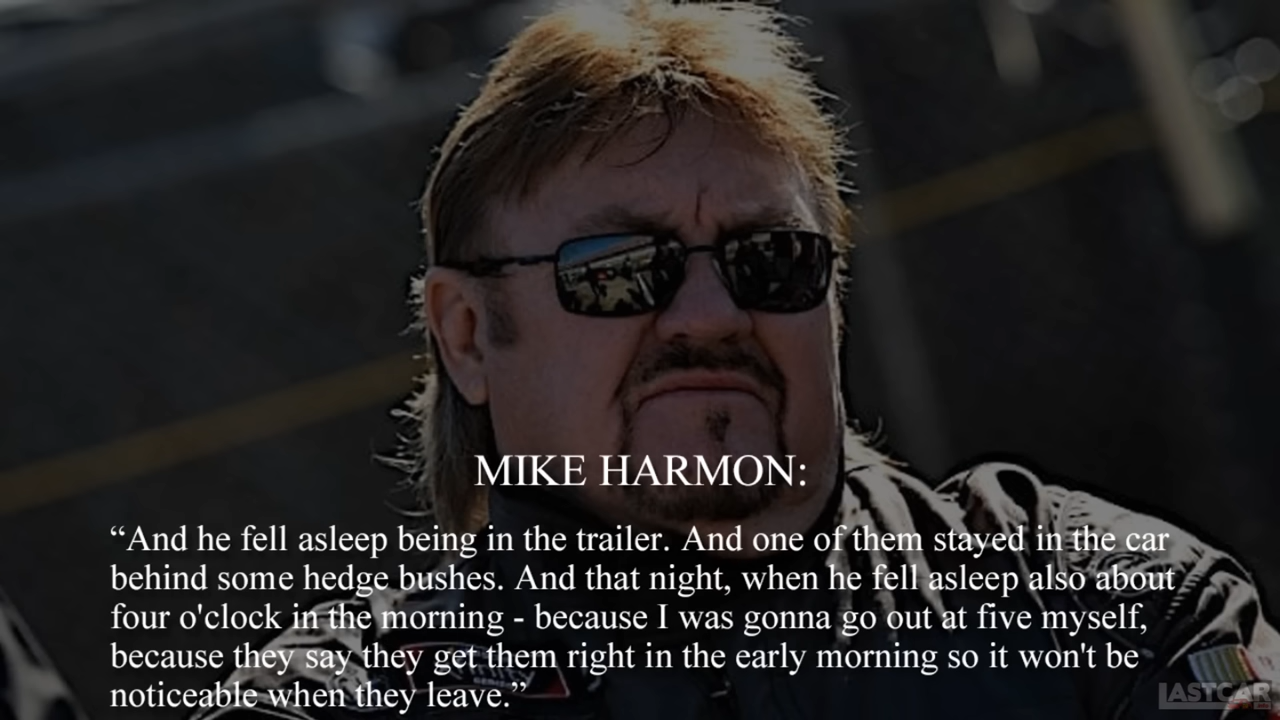 MIKE HARMON:
“And he fell asleep being in the trailer. And one of them stayed in the car
behind some hedge bushes. And that night, when he fell asleep also about
four o'clock in the morning - because I was gonna go out at five myself,
because they say they get them right in the early morning so it won't be
noticeable when they leave.”
LASTCAR